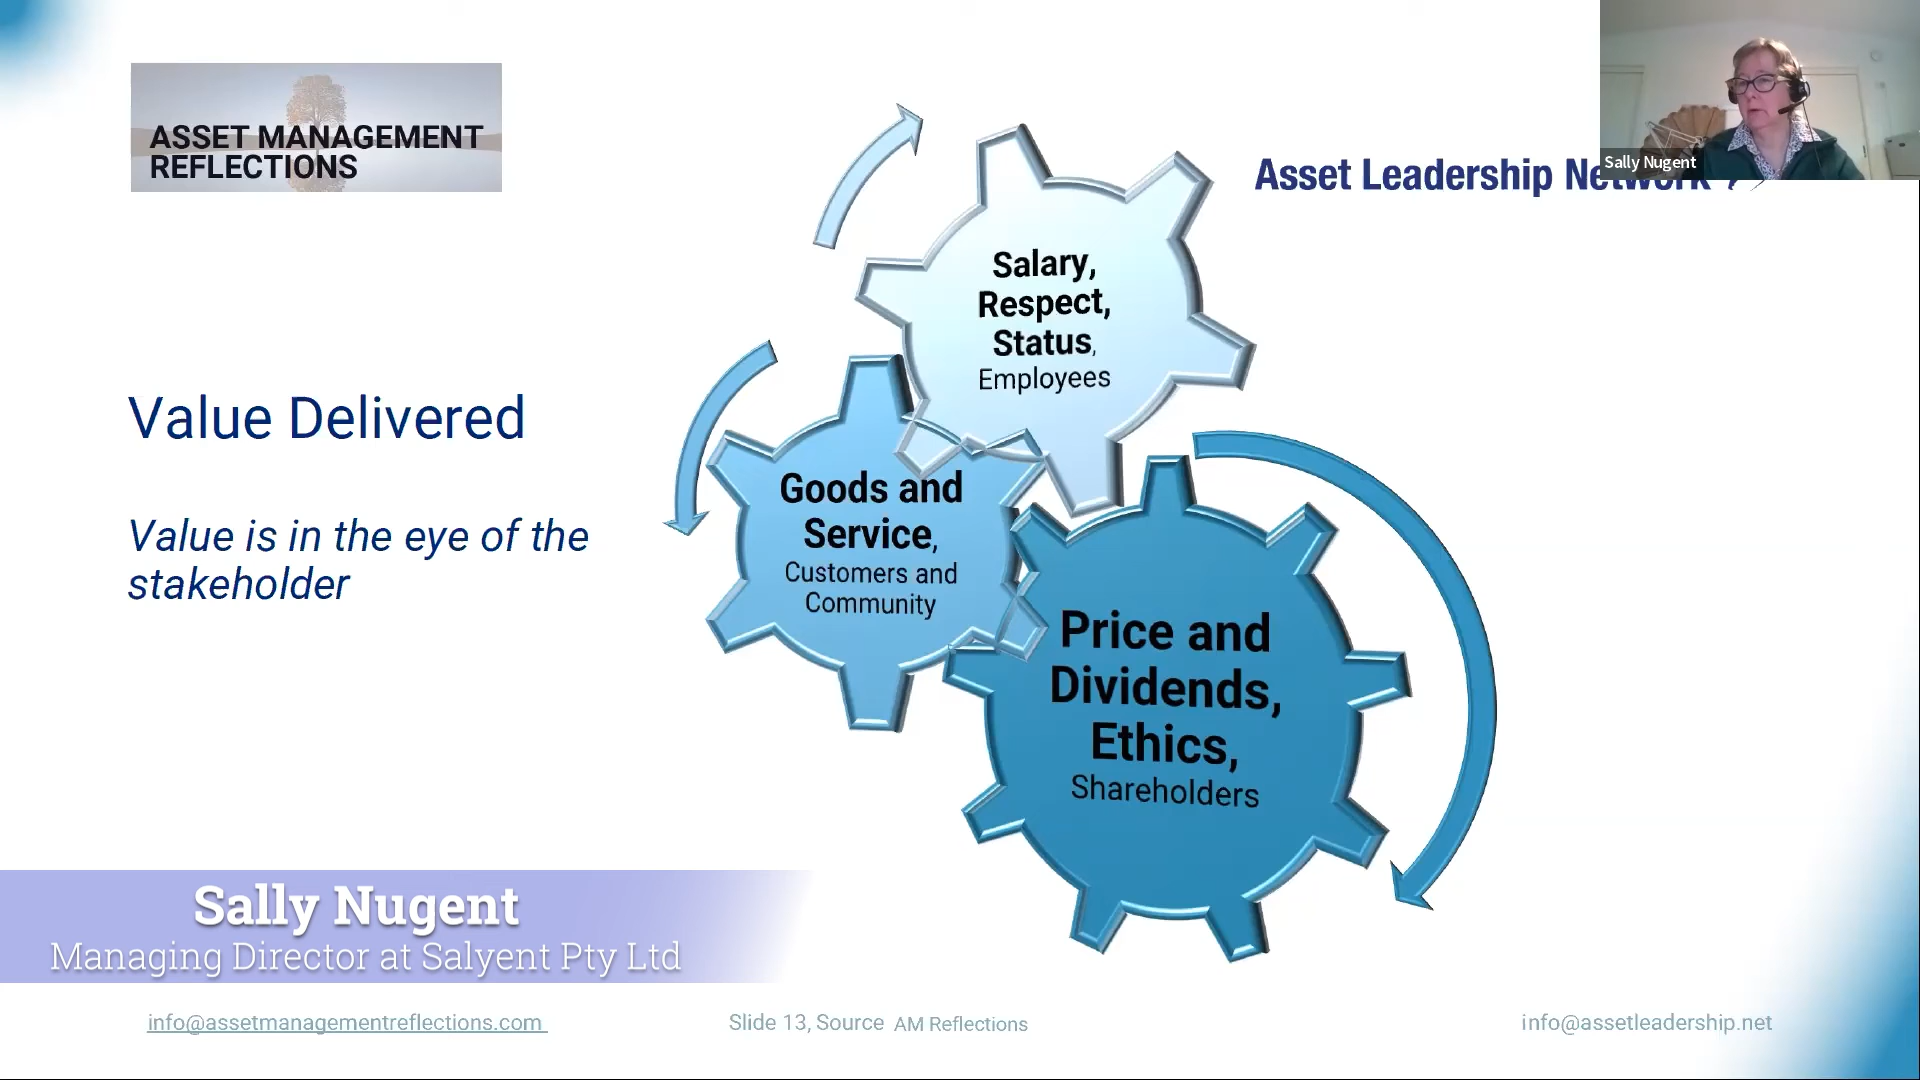 ASSET MANAGEMENT
REFLECTIONS
Asset Leadership Network
Sally Nugent
Value Delivered
Value is in the eye of the
stakeholder
Salary,
Respect,
Status,
Employees
Goods and
Service,
Customers and
Community
Price and
Dividends,
Ethics,
Shareholders
Sally Nugent
Managing Director at Salyent Pty Ltd
info@assetmanagementreflections.com
Slide 13, Source AM Reflections
info@assetleadership.net